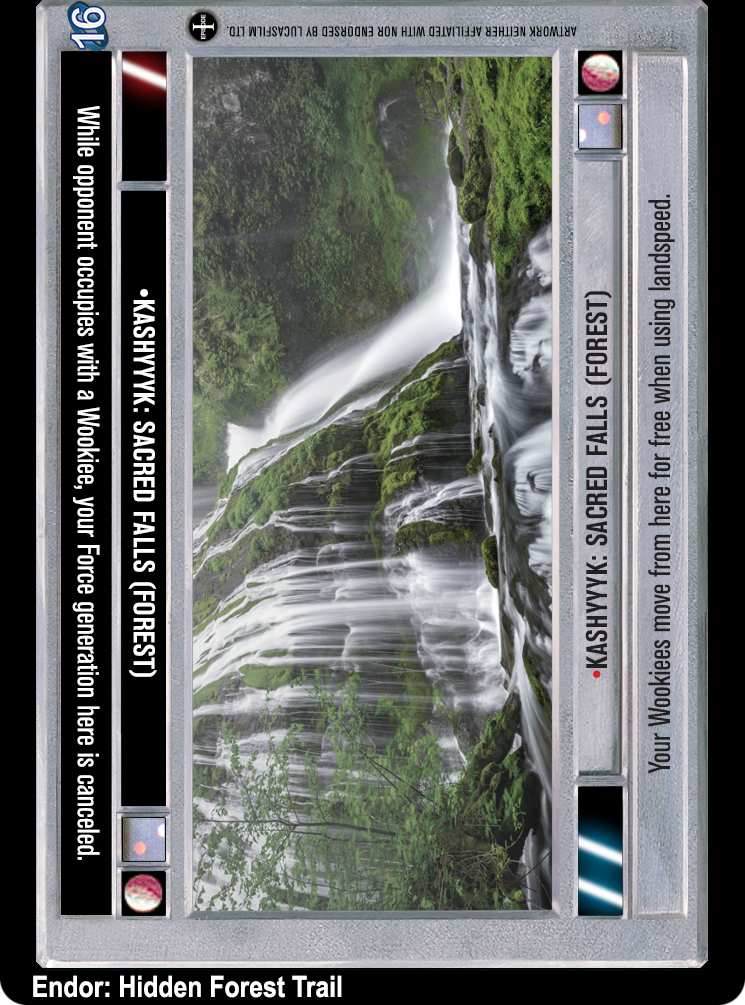 16
EPISODE
I
ARTWORK NEITHER AFFILIATED WITH NOR ENDORSED BY LUCASFILM LTD.
While opponent occupies with a Wookiee, your Force generation here is canceled.
•KASHYYYK: SACRED FALLS (FOREST)
•KASHYYYK: SACRED FALLS (FOREST)
Your Wookiees move from here for free when using landspeed.
Endor: Hidden Forest Trail